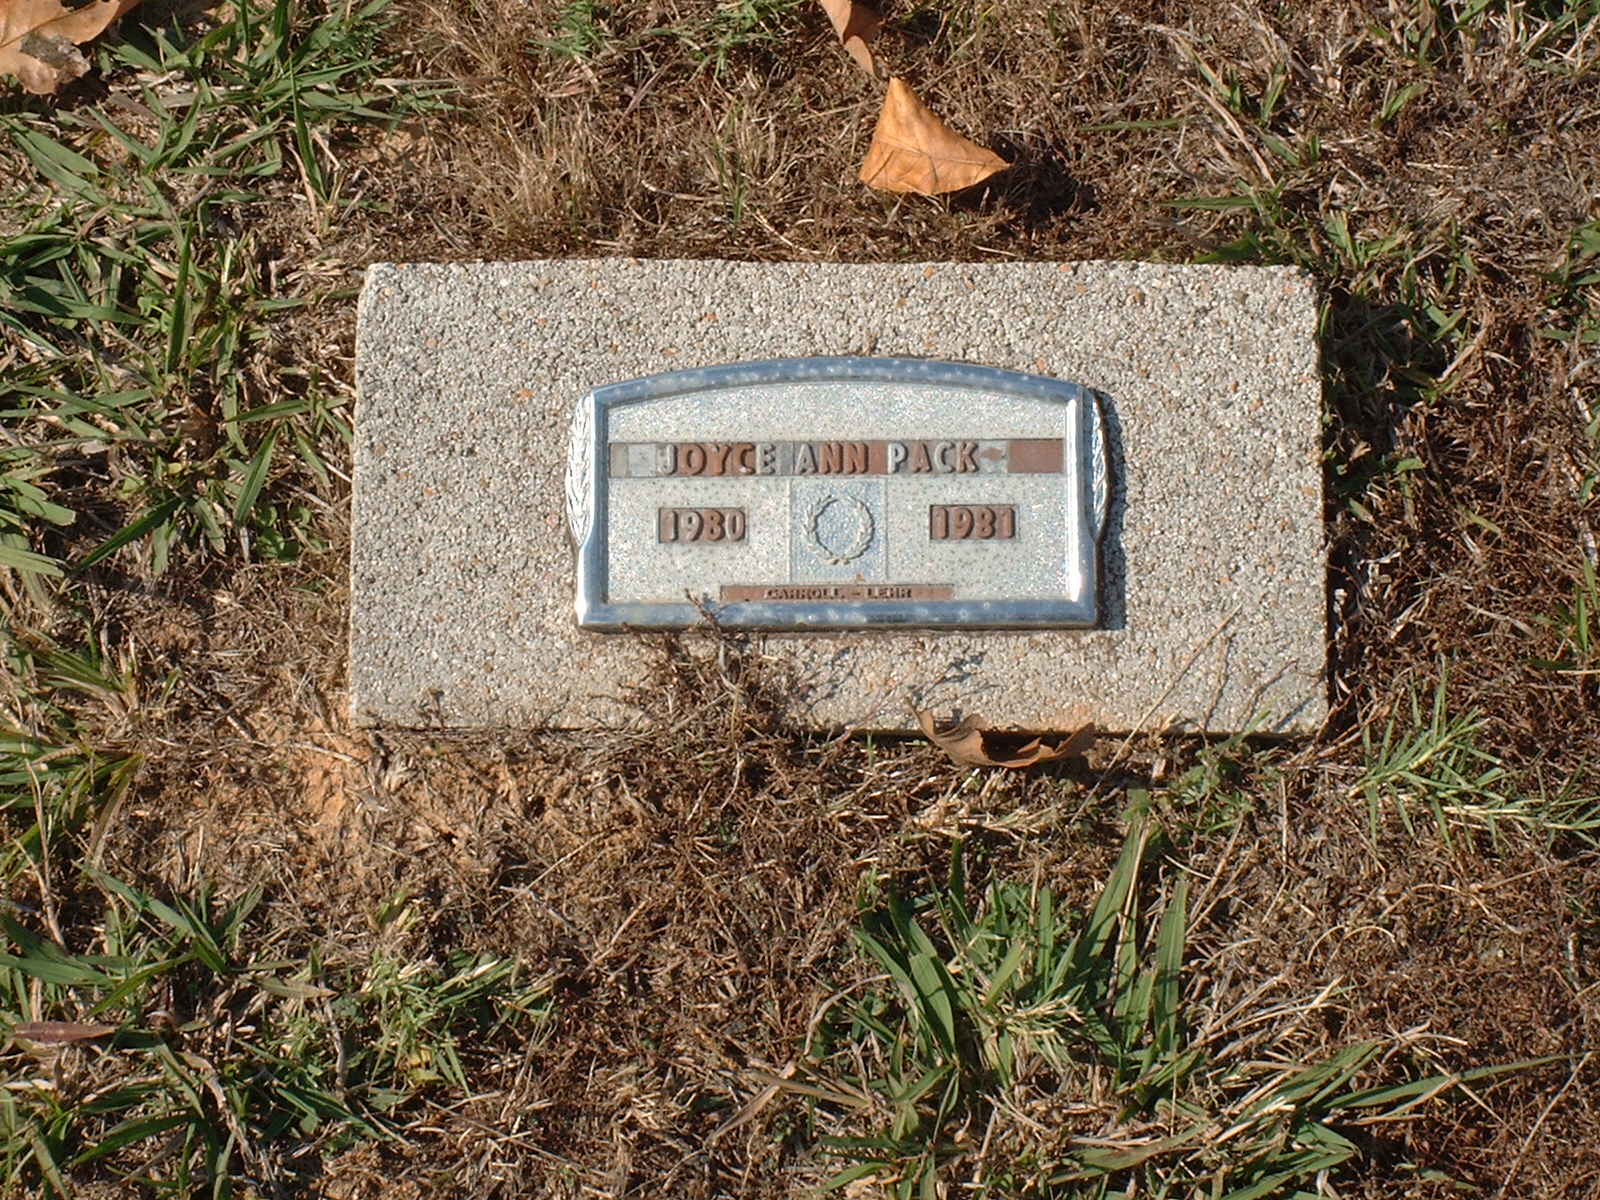 JOYCE ANN PACK
1980 1981
CARROLL - LEHR